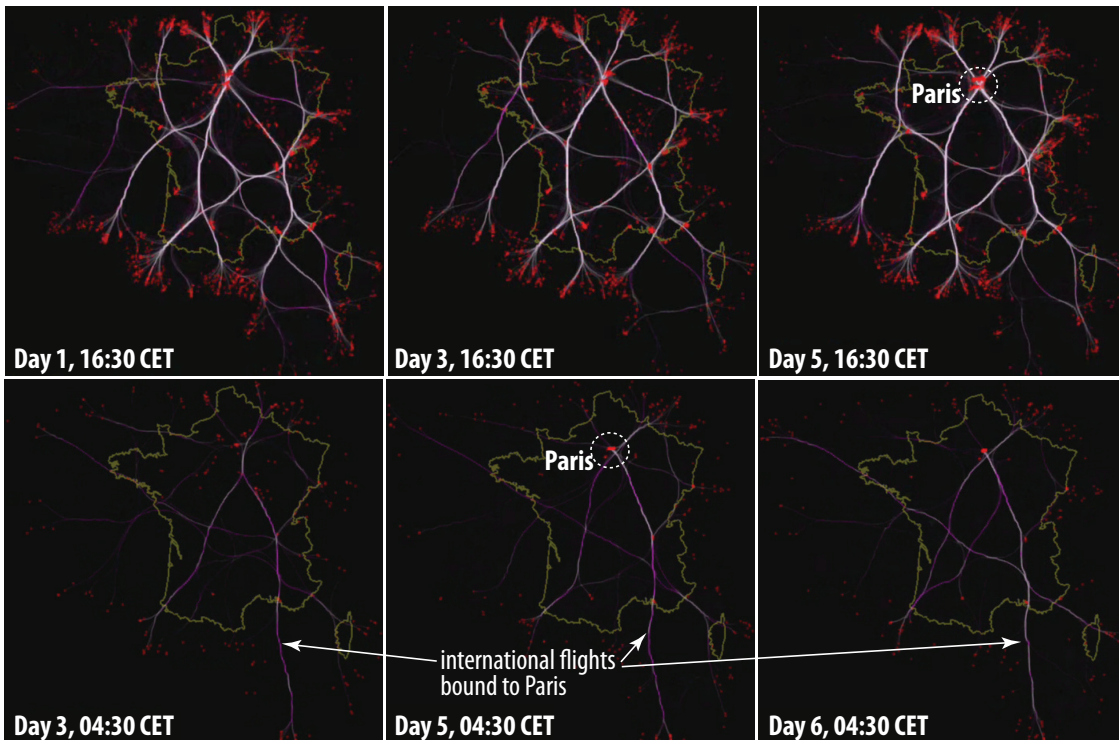 Paris
Day 1, 16:30 CET
Day 3, 16:30 CET
Day 5, 16:30 CET
Paris
international flights
bound to Paris
Day 3, 04:30 CET
Day 5, 04:30 CET
Day 6, 04:30 CET